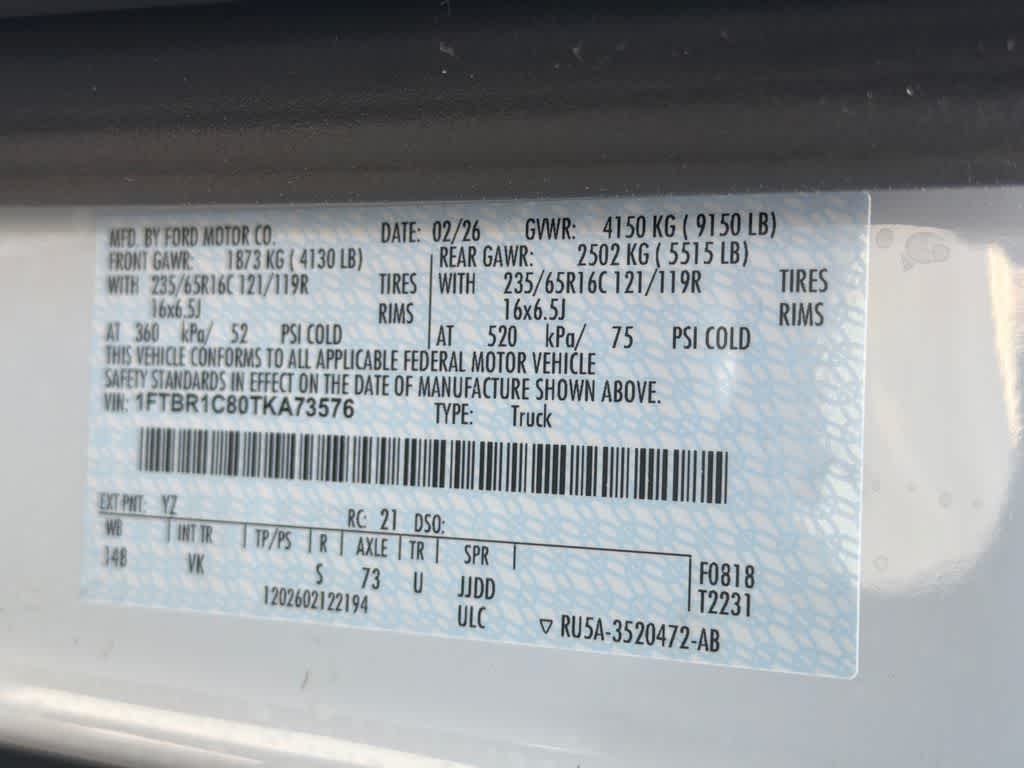 MFD. BY FORD MOTOR CO. DATE: 02/26 GVWR: 4150 KG ( 9150 LB)
FRONT GAWR: 1873 KG ( 4130 LB) REAR GAWR: 2502 KG ( 5515 LB)
WITH 235/65R16C 121/119R TIRES WITH 235/65R16C 121/119R TIRES
16x6.5J RIMS 16x6.5J RIMS
AT 360 kPa/ 52 PSI COLD AT 520 kPa/ 75 PSI COLD
THIS VEHICLE CONFORMS TO ALL APPLICABLE FEDERAL MOTOR VEHICLE
SAFETY STANDARDS IN EFFECT ON THE DATE OF MANUFACTURE SHOWN ABOVE.
VIN: 1FTBR1C80TKA73576 TYPE: Truck
EXT PNT: YZ RC: 21 DSO:
WB INT TR TP/PS R AXLE TR SPR
148 VK S 73 U JJDD
F0818
T2231
1202602122194 ULC
RU5A-3520472-AB